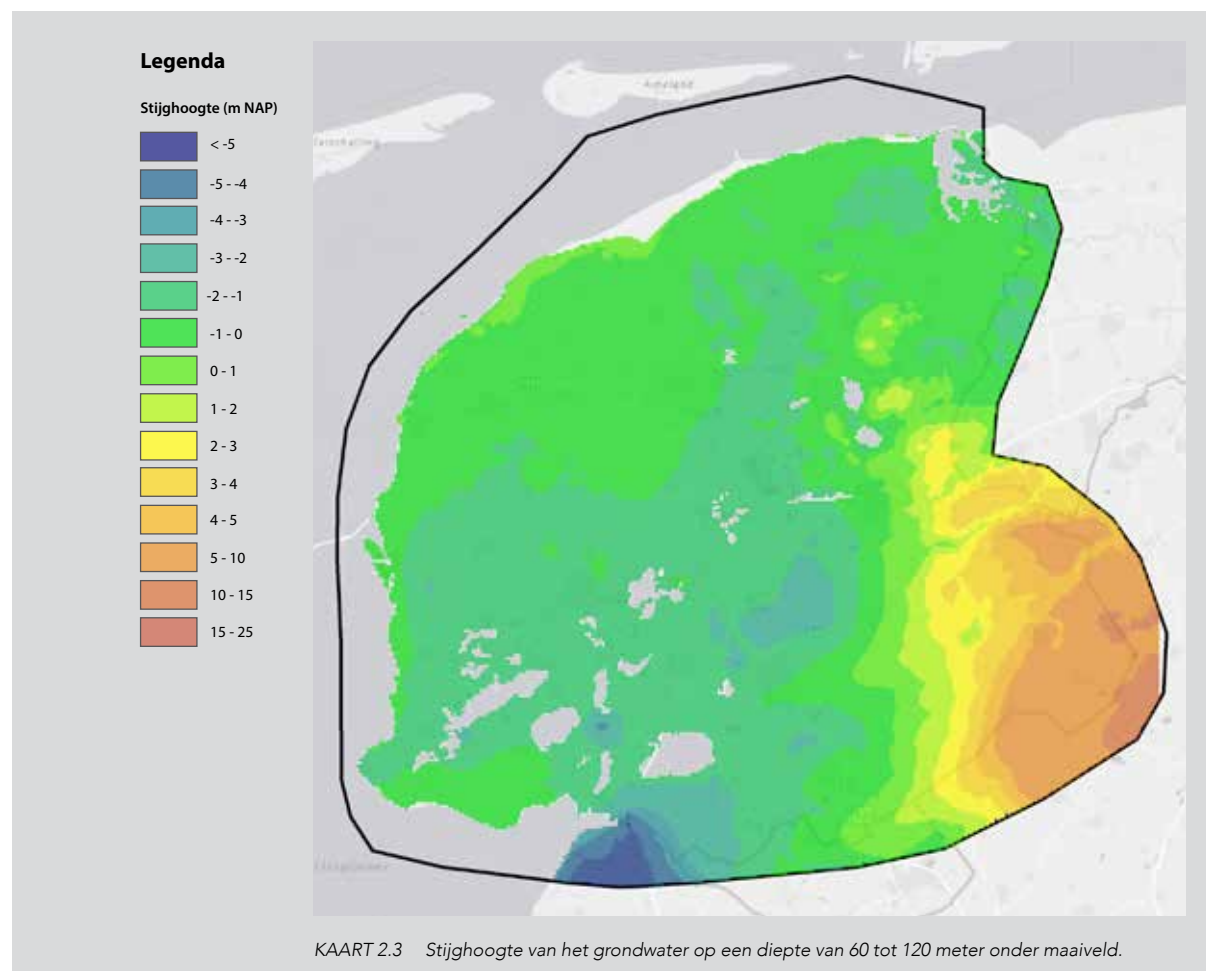 Legenda
Stijghoogte (m NAP)
< -5
-5 - -4
-4 - -3
-3 - -2
-2 - -1
-1 - 0
0 - 1
1 - 2
2 - 3
3 - 4
4 - 5
5 - 10
10 - 15
15 - 25
Ameland
KAART 2.3 Stijghoogte van het grondwater op een diepte van 60 tot 120 meter onder maaiveld.